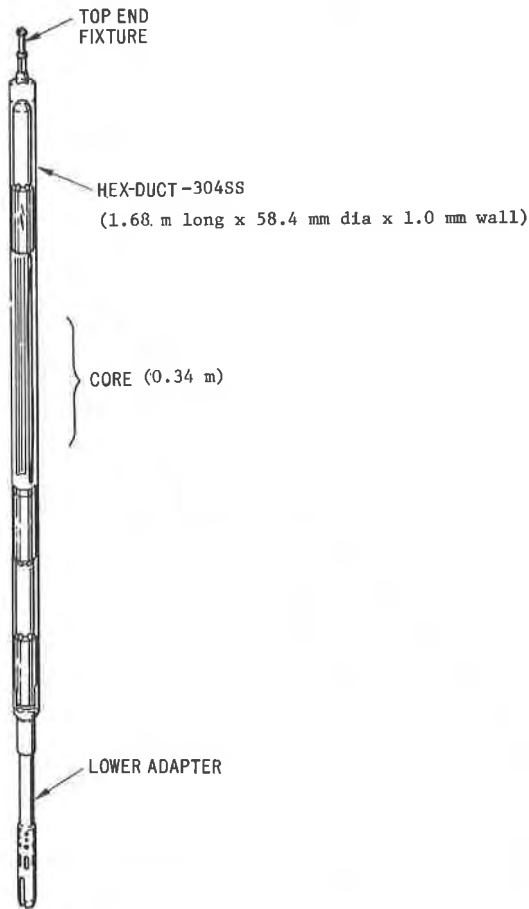 TOP END
FIXTURE
HEX-DUCT-304SS
(1.68 m long x 58.4 mm dia x 1.0 mm wall)
CORE (0.34 m)
LOWER ADAPTER